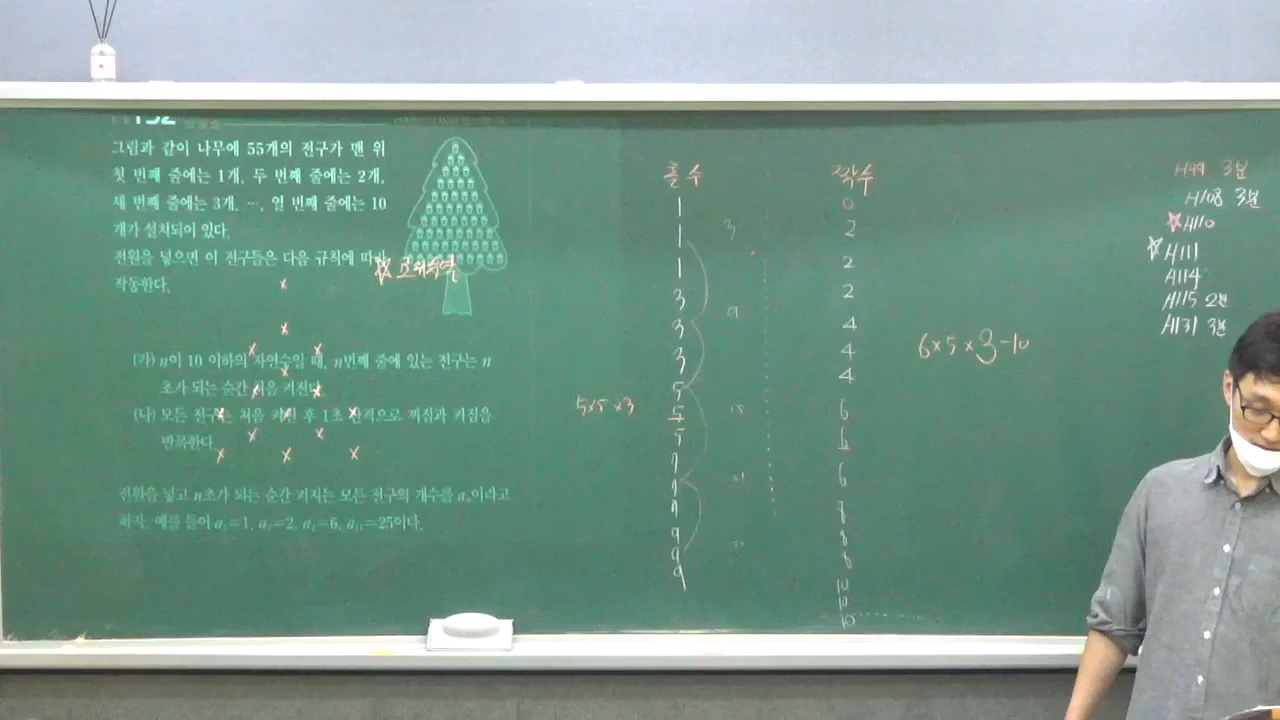 132
그림과 같이 나무에 55개의 전구가 맨 위
첫 번째 줄에는 1개, 두 번째 줄에는 2개,
세 번째 줄에는 3개, ···, 열 번째 줄에는 10
개가 설치되어 있다.
전원을 넣으면 이 전구들은 다음 규칙에 따라
작동한다.
(가) n이 10 이하의 자연수일 때, n번째 줄에 있는 전구는 n
초가 되는 순간 처음 켜진다.
(나) 모든 전구는 처음 켜진 후 1초 간격으로 꺼짐과 켜짐을
반복한다.
전원을 넣고 n초가 되는 순간 켜지는 모든 전구의 개수를 aₙ이라고
하자. 예를 들어 a₁=1, a₂=2, a₄=6, a₁₁=25이다.
5×5×3
홀수
1
1
1
3
3
3
5
5
5
7
7
7
9
9
9
3
9
15
짝수
0
2
2
2
4
4
4
6
6
6
8
8
8
10
10
10
6×5×3-10
H99 3분
H108 3분
☆H110
☆H111
H114
H115 2분
H131 3분